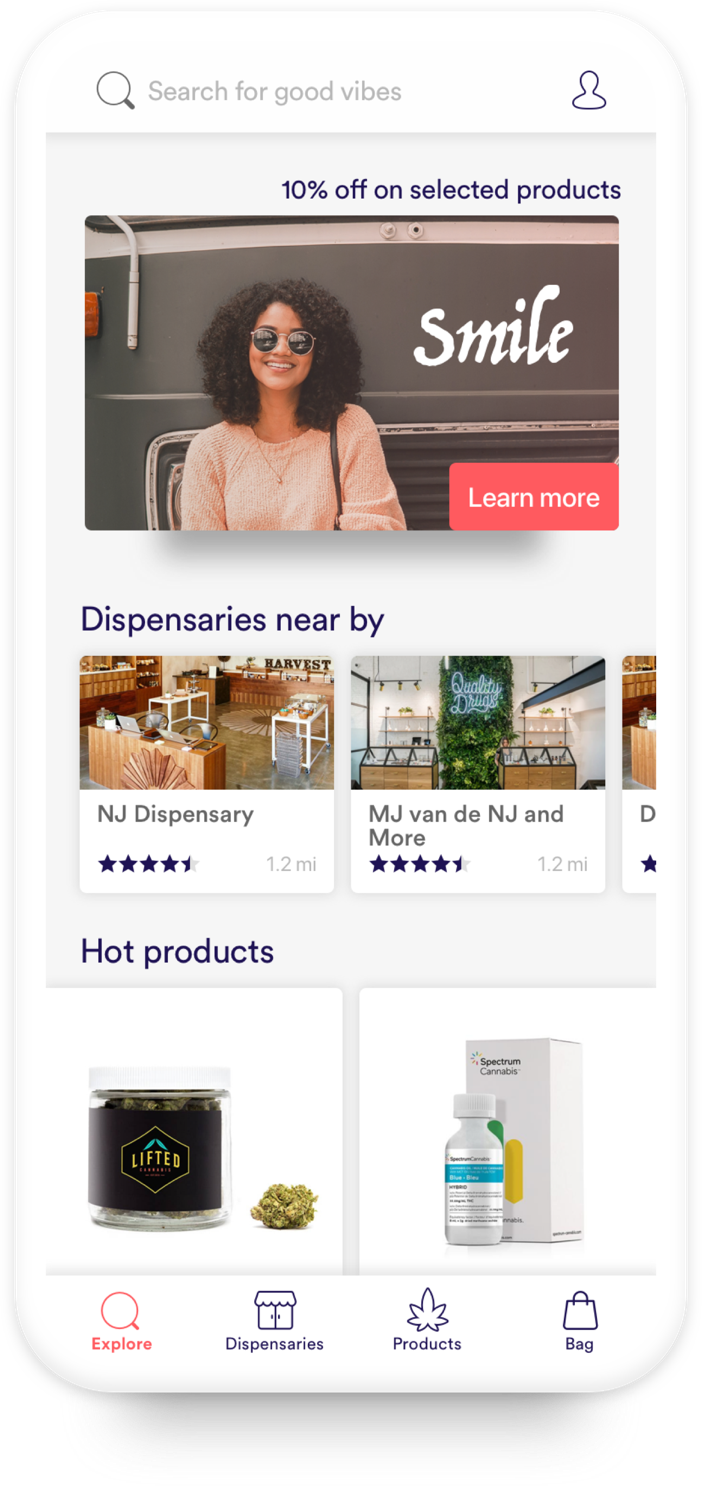 Search for good vibes
10% off on selected products
Smile
Learn more
Dispensaries near by
HARVEST
Quality
Drugs
NJ Dispensary
1.2 mi
MJ van de NJ and
More
1.2 mi
D
Hot products
LIFTED
CANNABIS
Spectrum
Cannabis
SpectrumCannabis
Blue · Bleu
HYBRID
nnabis.
Explore
Dispensaries
Products
Bag